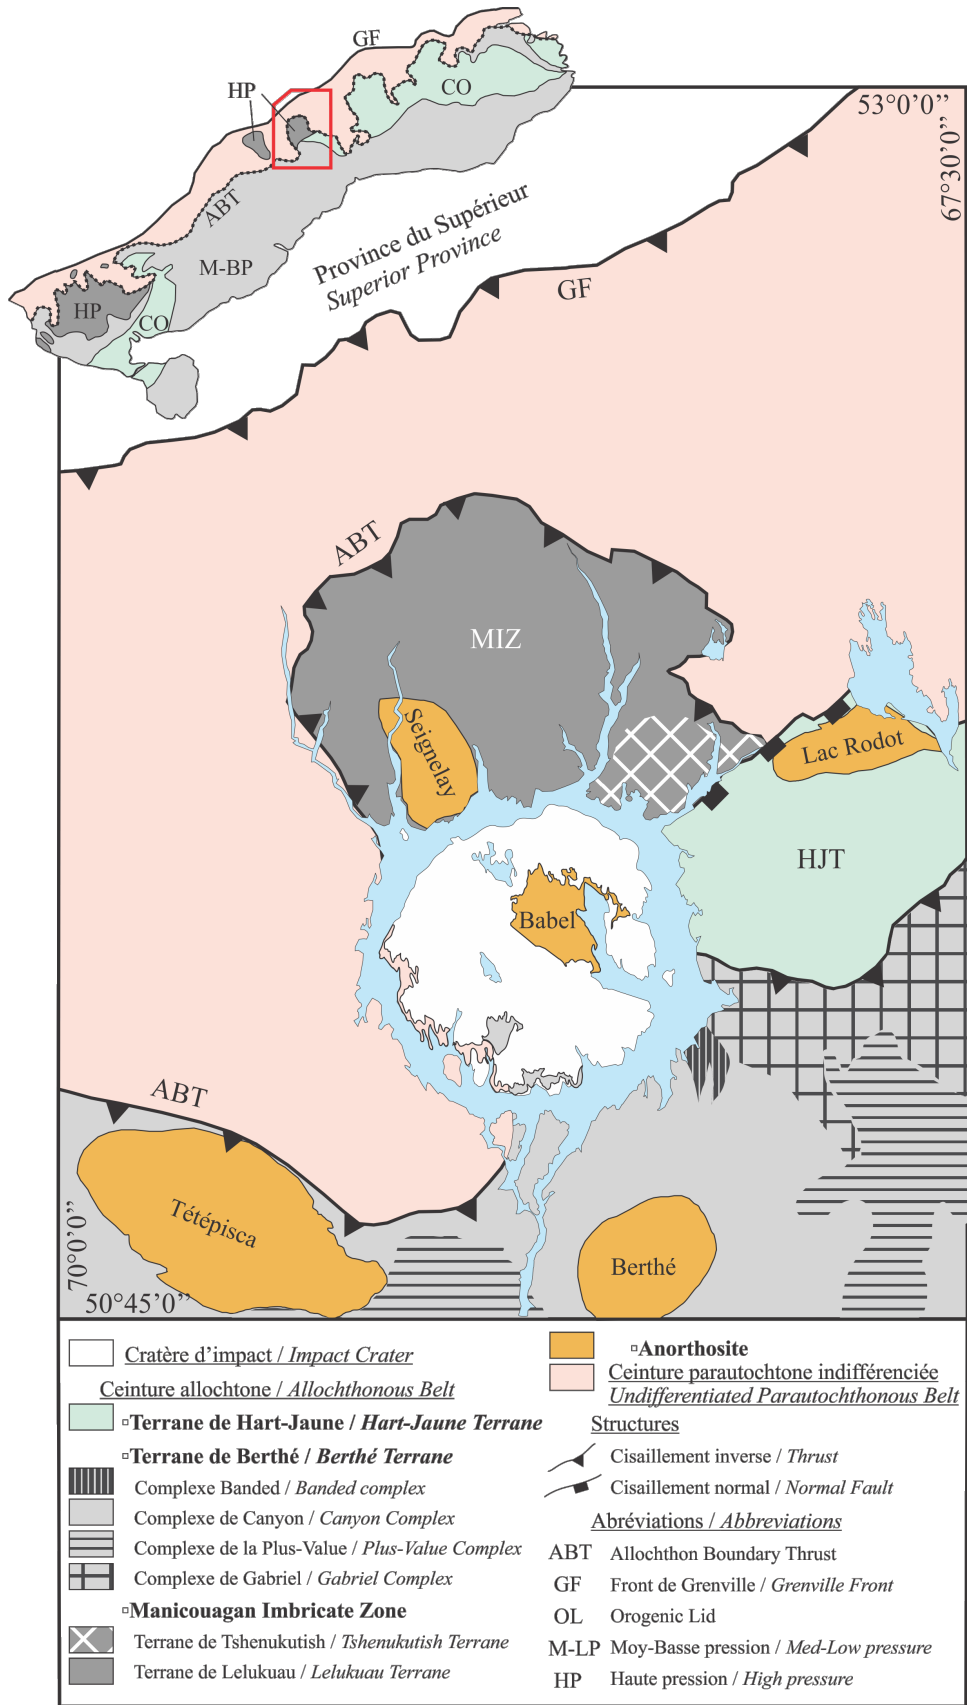 GF
HP
CO
53°0’0’’
67°30’0’’
ABT
Province du Supérieur
Superior Province
M-BP
GF
HP
CO
ABT
MIZ
Seignelay
Lac Rodot
HJT
Babel
ABT
Tétépisca
Berthé
70°0’0’’
50°45’0’’
Cratère d’impact / Impact Crater
Ceinture allochtone / Allochthonous Belt
▫Terrane de Hart-Jaune / Hart-Jaune Terrane
▫Terrane de Berthé / Berthé Terrane
Complexe Banded / Banded complex
Complexe de Canyon / Canyon Complex
Complexe de la Plus-Value / Plus-Value Complex
Complexe de Gabriel / Gabriel Complex
▫Manicouagan Imbricate Zone
Terrane de Tshenukutish / Tshenukutish Terrane
Terrane de Lelukuau / Lelukuau Terrane
▫Anorthosite
Ceinture parautochtone indifférenciée
Undifferentiated Parautochthonous Belt
Structures
Cisaillement inverse / Thrust
Cisaillement normal / Normal Fault
Abréviations / Abbreviations
ABT Allochthon Boundary Thrust
GF Front de Grenville / Grenville Front
OL Orogenic Lid
M-LP Moy-Basse pression / Med-Low pressure
HP Haute pression / High pressure